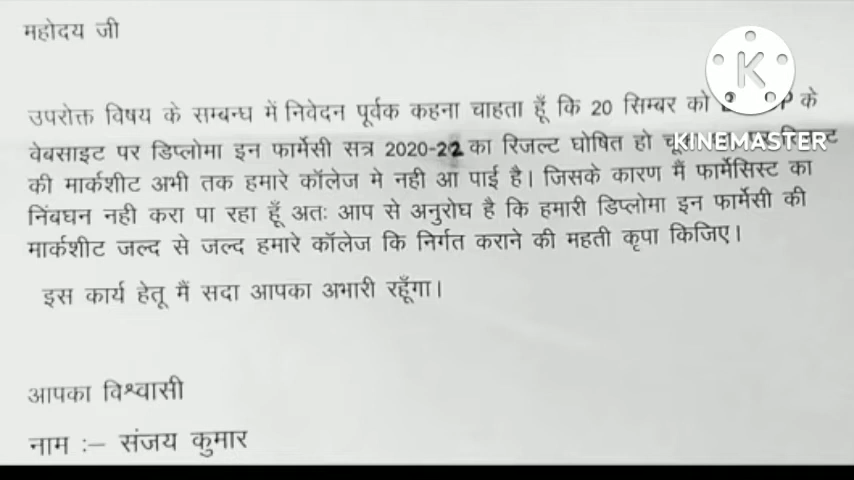 महोदय जी
KINEMASTER
उपरोक्त विषय के सम्बन्ध में निवेदन पूर्वक कहना चाहता हूँ कि 20 सिम्बर को के
वेबसाइट पर डिप्लोमा इन फार्मेसी सत्र 2020-22 का रिजल्ट घोषित हो
की मार्कशीट अभी तक हमारे कॉलेज मे नही आ पाई है। जिसके कारण मैं फार्मेसिस्ट का
निंबघन नही करा पा रहा हूँ अतः आप से अनुरोध है कि हमारी डिप्लोमा इन फार्मेसी की
मार्कशीट जल्द से जल्द हमारे कॉलेज कि निर्गत कराने की महती कृपा किजिए।
इस कार्य हेतू मैं सदा आपका अभारी रहूँगा।
आपका विश्वासी
नाम :– संजय कुमार